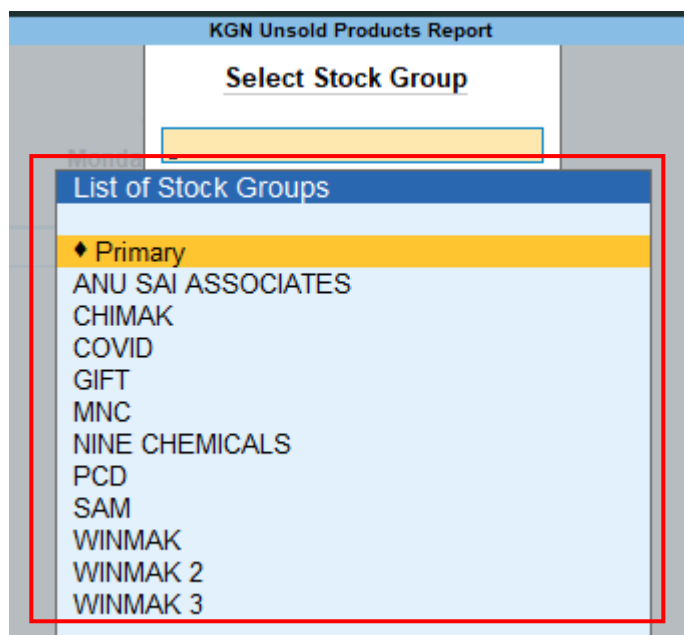 KGN Unsold Products Report
Select Stock Group
Monda
List of Stock Groups
♦ Primary
ANU SAI ASSOCIATES
CHIMAK
COVID
GIFT
MNC
NINE CHEMICALS
PCD
SAM
WINMAK
WINMAK 2
WINMAK 3